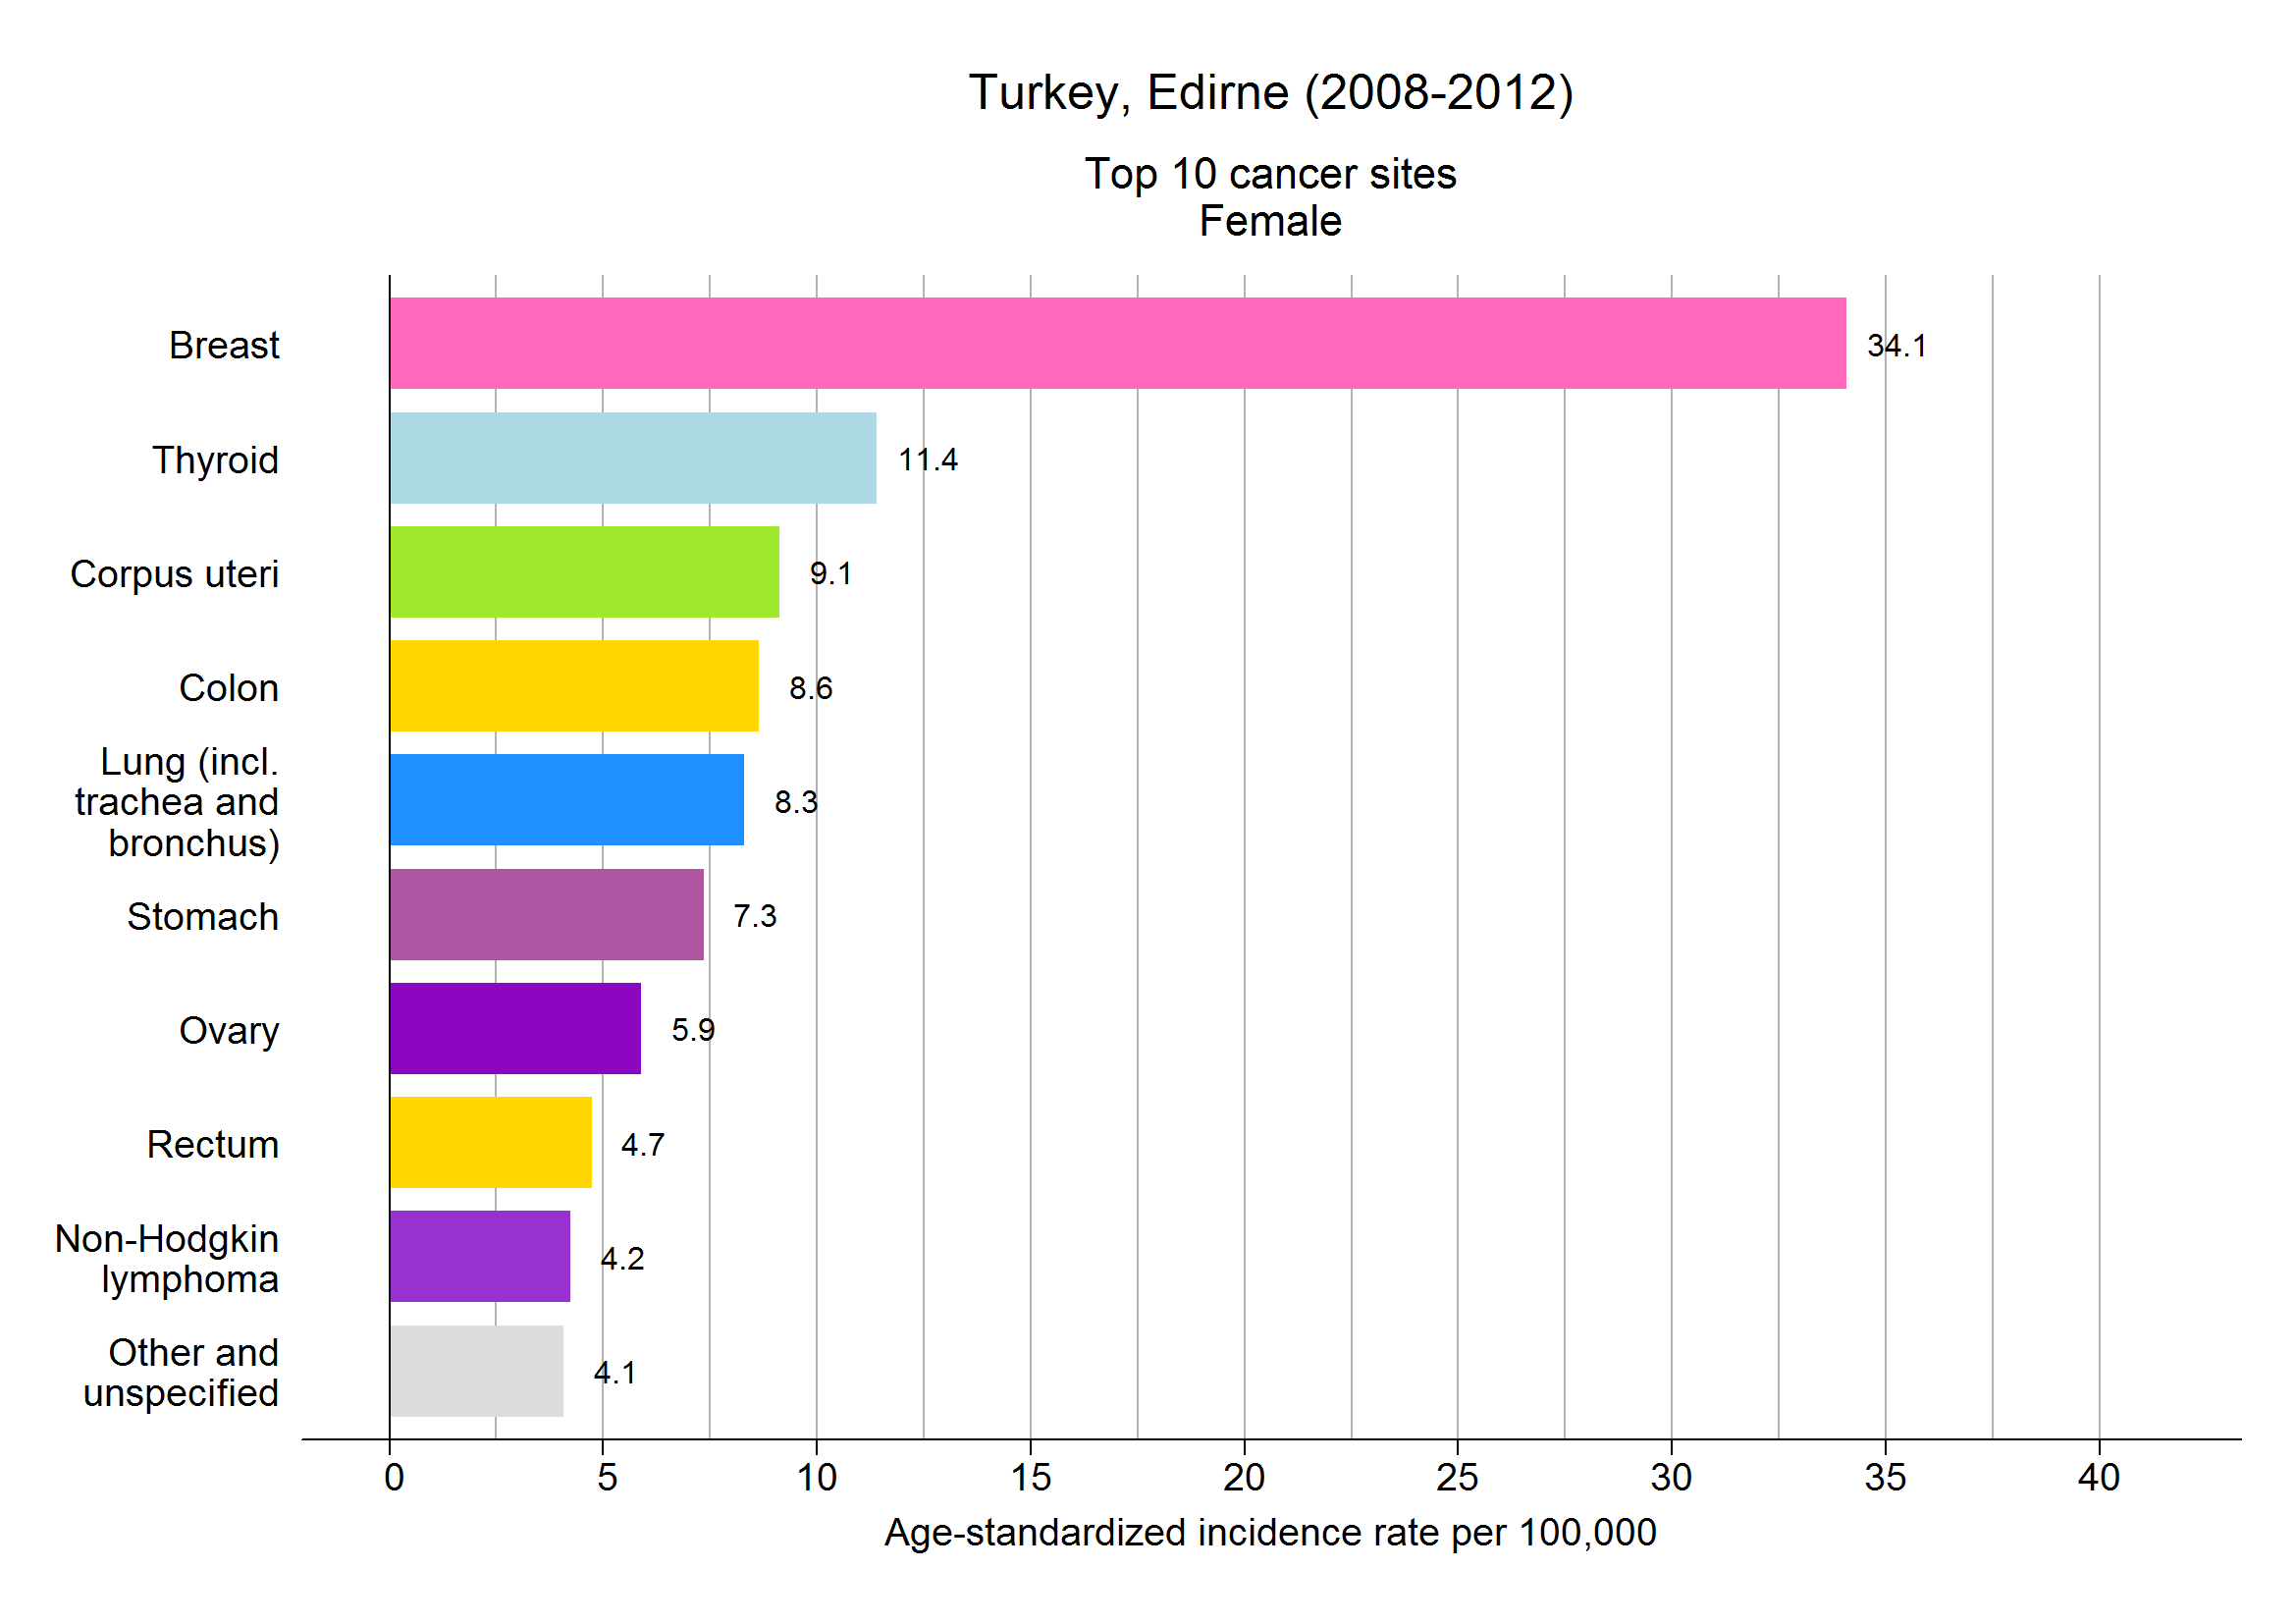 Turkey, Edirne (2008-2012)
Top 10 cancer sites
Female
Breast
34.1
Thyroid
11.4
Corpus uteri
9.1
Colon
8.6
Lung (incl.
trachea and
bronchus)
8.3
Stomach
7.3
Ovary
5.9
Rectum
4.7
Non-Hodgkin
lymphoma
4.2
Other and
unspecified
4.1
0 5 10 15 20 25 30 35 40
Age-standardized incidence rate per 100,000